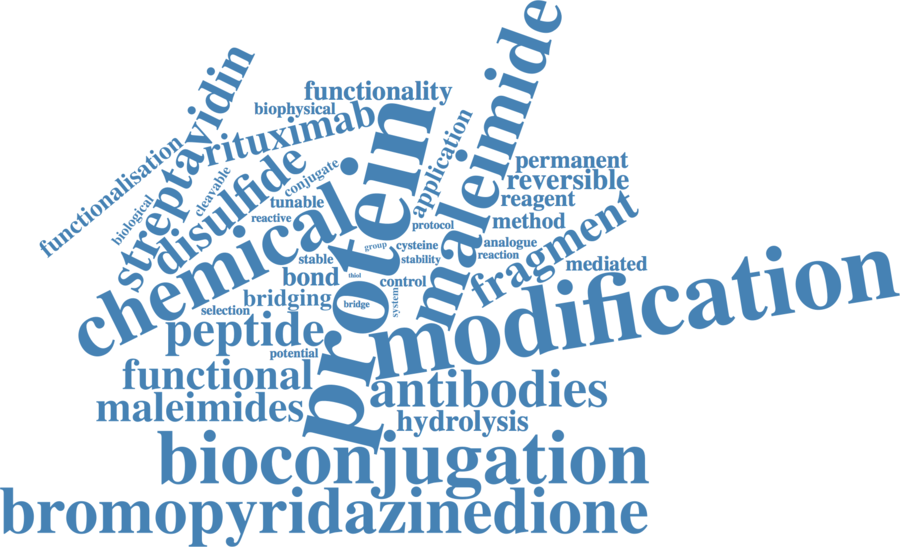 maleimide
streptavidin
functionality
biophysical
rituximab
protein
application
functionalisation
disulfide
cleavable
conjugate
permanent
reversible
tunable
reagent
biological
reactive
protocol
method
chemical
group
cysteine
analogue
reaction
fragment
stable
stability
mediated
thiol
bond
control
modification
bridging
bridge
system
selection
peptide
potential
functional
antibodies
maleimides
hydrolysis
bioconjugation
bromopyridazinedione